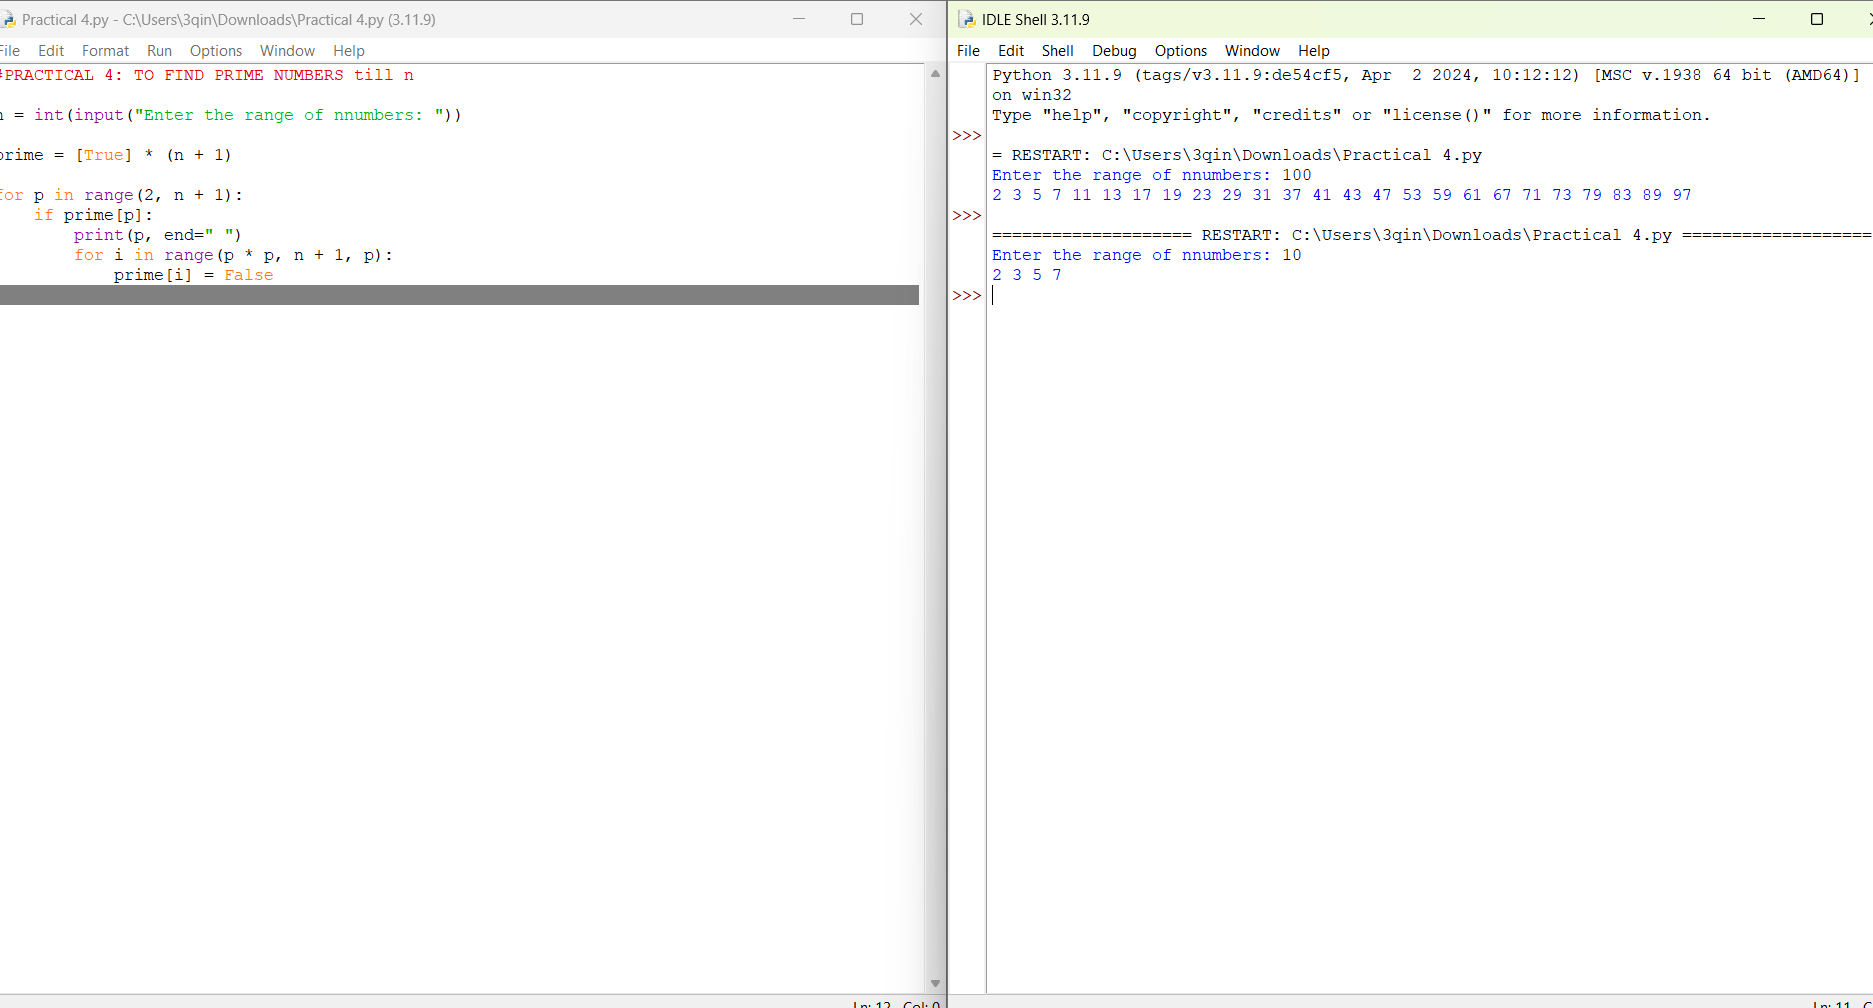 Practical 4.py - C:\Users\3qin\Downloads\Practical 4.py (3.11.9)
File Edit Format Run Options Window Help
#PRACTICAL 4: TO FIND PRIME NUMBERS till n
n = int(input("Enter the range of nnumbers: "))
prime = [True] * (n + 1)
for p in range(2, n + 1):
    if prime[p]:
        print(p, end=" ")
        for i in range(p * p, n + 1, p):
            prime[i] = False
Ln: 12 Col: 0
IDLE Shell 3.11.9
File Edit Shell Debug Options Window Help
Python 3.11.9 (tags/v3.11.9:de54cf5, Apr  2 2024, 10:12:12) [MSC v.1938 64 bit (AMD64)]
on win32
Type "help", "copyright", "credits" or "license()" for more information.
>>>
= RESTART: C:\Users\3qin\Downloads\Practical 4.py
Enter the range of nnumbers: 100
2 3 5 7 11 13 17 19 23 29 31 37 41 43 47 53 59 61 67 71 73 79 83 89 97
>>>
==================== RESTART: C:\Users\3qin\Downloads\Practical 4.py ===================
Enter the range of nnumbers: 10
2 3 5 7
>>>
Ln: 11